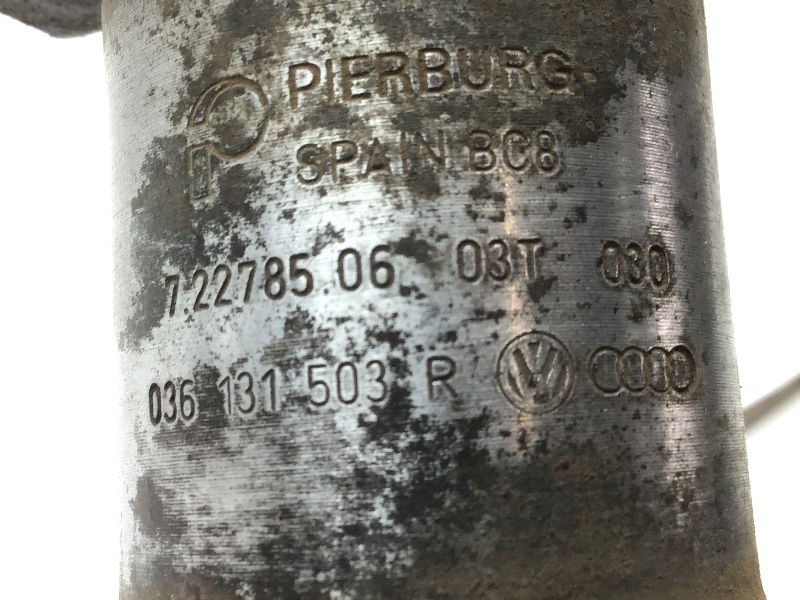 PIERBURG
SPAIN BC8
7.22785.06 03T 030
036 131 503 R